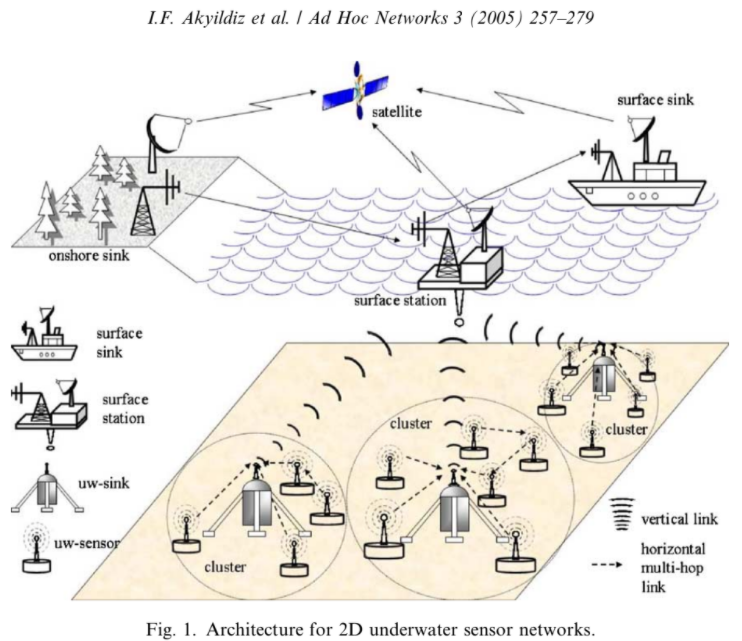 I.F. Akyildiz et al. / Ad Hoc Networks 3 (2005) 257–279
surface sink
satellite
onshore sink
surface station
surface
sink
surface
station
uw-sink
uw-sensor
cluster
cluster
cluster
vertical link
horizontal
multi-hop
link
Fig. 1. Architecture for 2D underwater sensor networks.